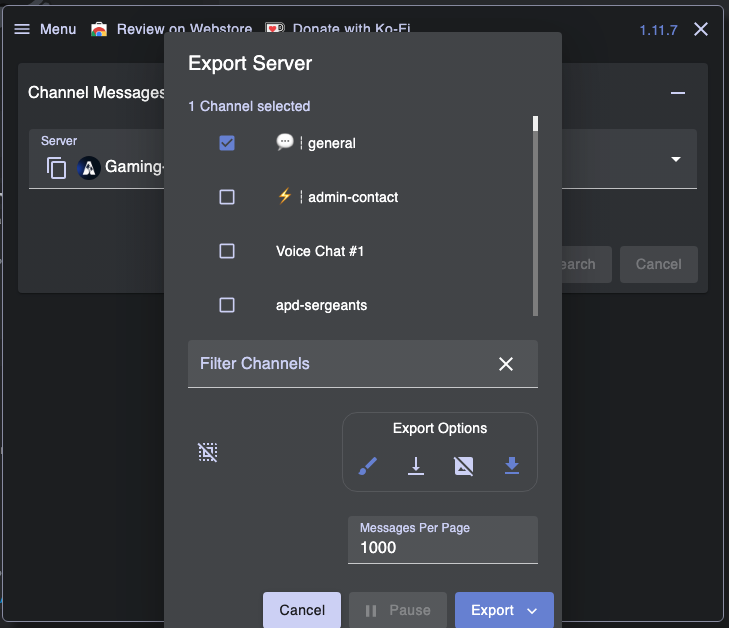 Menu
Review on Webstore
Donate with Ko-Fi
1.11.7
Export Server
Channel Messages
1 Channel selected
💬┆general
Server
Gaming-
⚡┆admin-contact
Voice Chat #1
earch
Cancel
apd-sergeants
Filter Channels
Export Options
Messages Per Page
1000
Cancel
Pause
Export